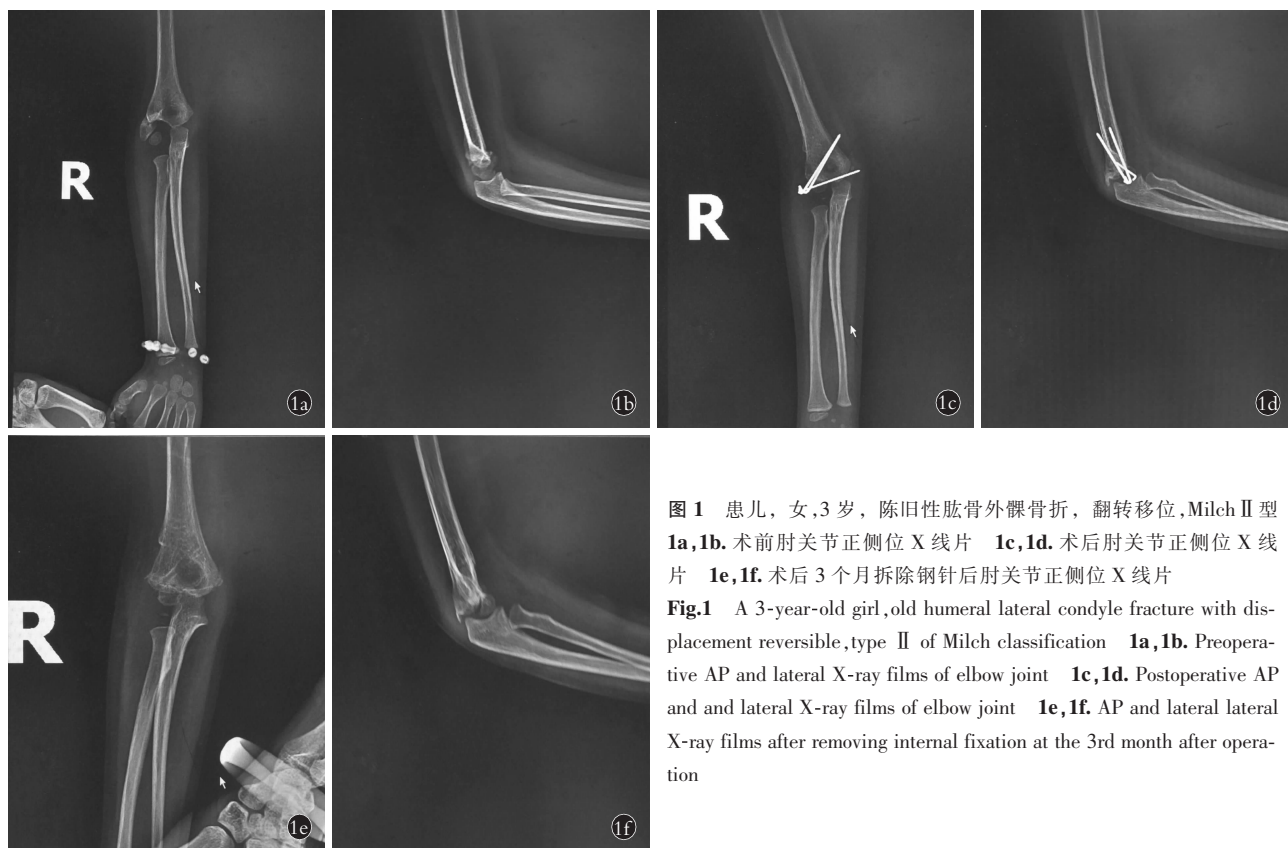 R
1a
1b
R
1c
1d
R
1e
1f
图 1 患儿，女,3 岁，陈旧性肱骨外髁骨折，翻转移位,Milch Ⅱ 型
1a,1b. 术前肘关节正侧位 X 线片 1c,1d. 术后肘关节正侧位 X 线
片 1e,1f. 术后 3 个月拆除钢针后肘关节正侧位 X 线片
Fig.1 A 3-year-old girl,old humeral lateral condyle fracture with dis-
placement reversible,type Ⅱ of Milch classification 1a,1b. Preopera-
tive AP and lateral X-ray films of elbow joint 1c,1d. Postoperative AP
and and lateral X-ray films of elbow joint 1e,1f. AP and lateral lateral
X-ray films after removing internal fixation at the 3rd month after opera-
tion